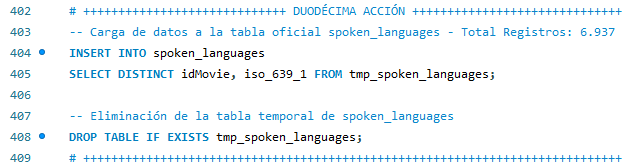 402 # ++++++++++++++++++++++++++++++ DUODÉCIMA ACCIÓN +++++++++++++++++++++++++++++++
403 -- Carga de datos a la tabla oficial spoken_languages - Total Registros: 6.937
404 INSERT INTO spoken_languages
405 SELECT DISTINCT idMovie, iso_639_1 FROM tmp_spoken_languages;
406
407 -- Eliminación de la tabla temporal de spoken_languages
408 DROP TABLE IF EXISTS tmp_spoken_languages;
409 # ++++++++++++++++++++++++++++++++++++++++++++++++++++++++++++++++++++++++++++++